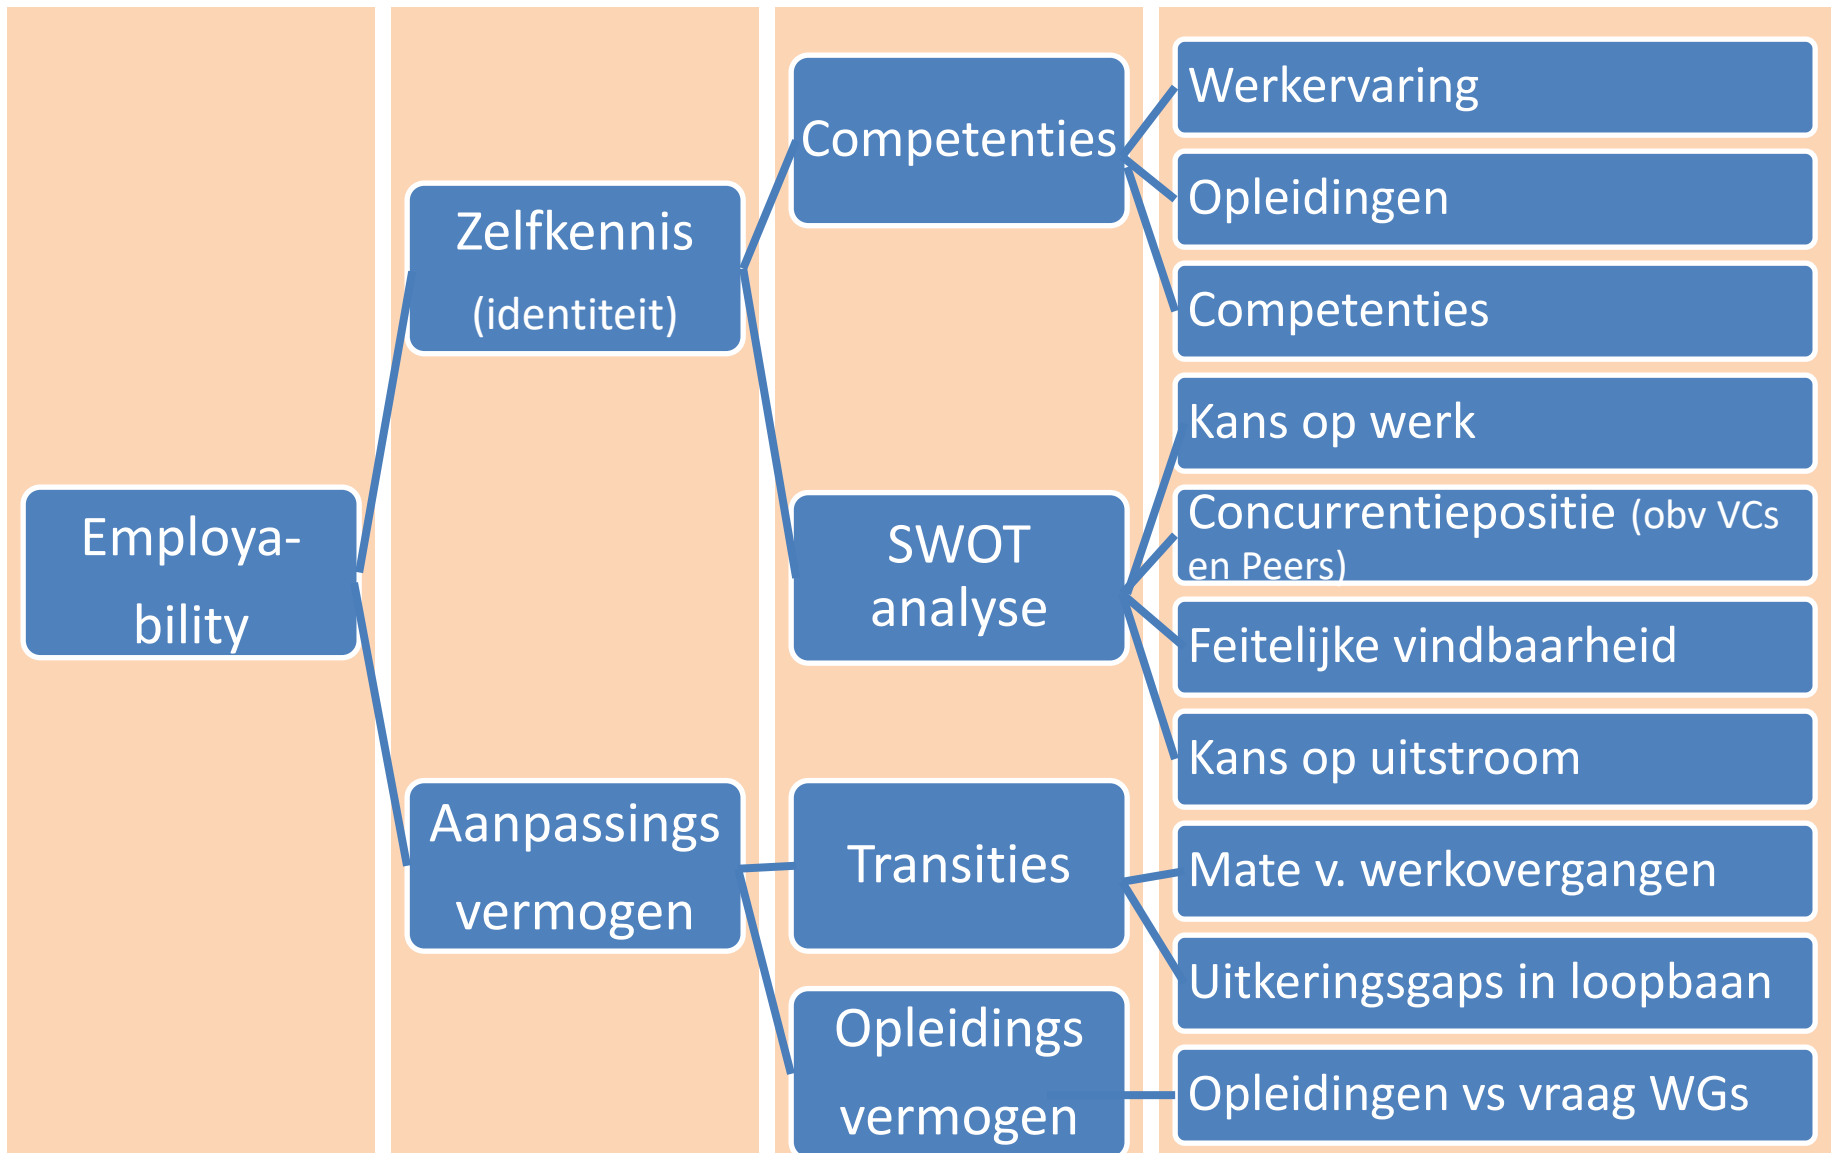 Employa-
bility
Zelfkennis
(identiteit)
Aanpassings
vermogen
Competenties
SWOT
analyse
Transities
Opleidings
vermogen
Werkervaring
Opleidingen
Competenties
Kans op werk
Concurrentiepositie (obv VCs
en Peers)
Feitelijke vindbaarheid
Kans op uitstroom
Mate v. werkovergangen
Uitkeringsgaps in loopbaan
Opleidingen vs vraag WGs